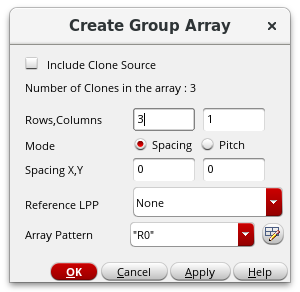 Create Group Array
Include Clone Source
Number of Clones in the array : 3
Rows,Columns 3 1
Mode Spacing Pitch
Spacing X,Y 0 0
Reference LPP None
Array Pattern "R0"
OK Cancel Apply Help